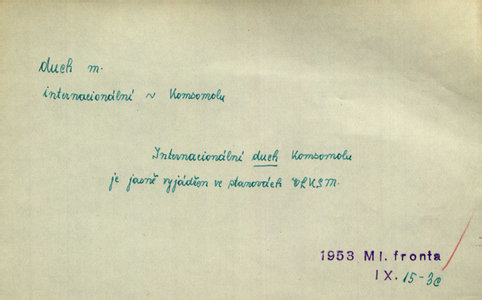 duch m.
internacionální ~ Komsomolu
Internacionální duch Komsomolu
je jasně vyjádřen ve stanovách VLKSM.
1953 Ml. fronta
IX. 15-3c